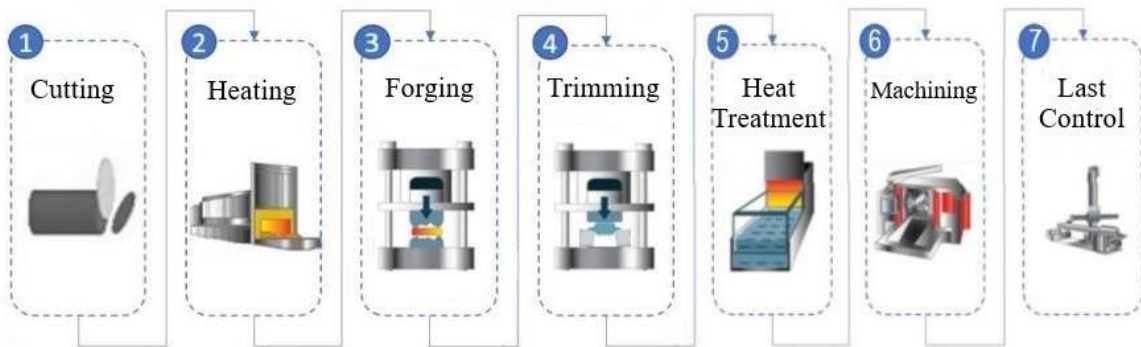 1
Cutting
2
Heating
3
Forging
4
Trimming
5
Heat
Treatment
6
Machining
7
Last
Control